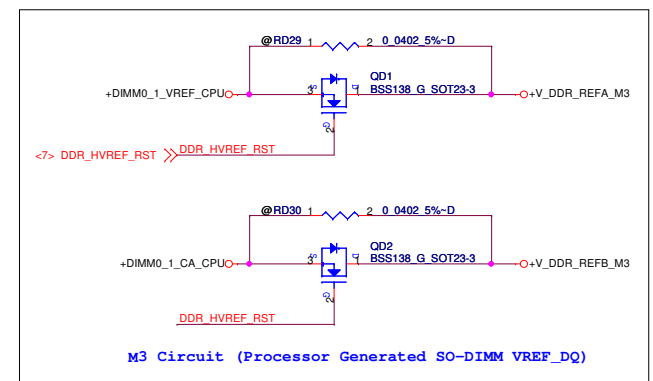 @RD29 1 2 0_0402_5%~D
QD1
+DIMM0_1_VREF_CPU 3 S D 1 BSS138_G_SOT23-3 +V_DDR_REFA_M3
G
2
<7> DDR_HVREF_RST DDR_HVREF_RST
@RD30 1 2 0_0402_5%~D
QD2
+DIMM0_1_CA_CPU 3 S D 1 BSS138_G_SOT23-3 +V_DDR_REFB_M3
G
2
DDR_HVREF_RST
M3 Circuit (Processor Generated SO-DIMM VREF_DQ)